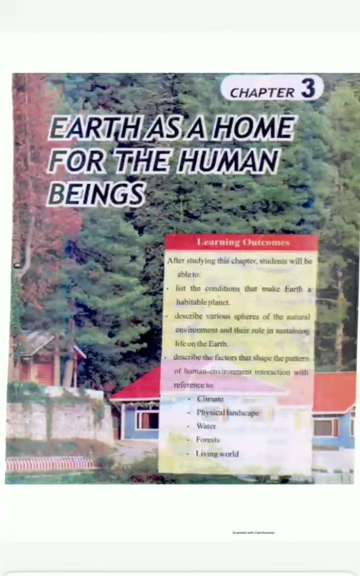 CHAPTER 3
EARTH AS A HOME
FOR THE HUMAN
BEINGS
Learning Outcomes
After studying this chapter, students will be
able to:
· list the conditions that make Earth a
habitable planet.
· describe various spheres of the natural
environment and their role in sustaining
life on the Earth.
· describe the factors that shape the pattern
of human-environment interaction with
reference to:
· Climate
· Physical landscape
· Water
· Forests
· Living world
Scanned with CamScanner